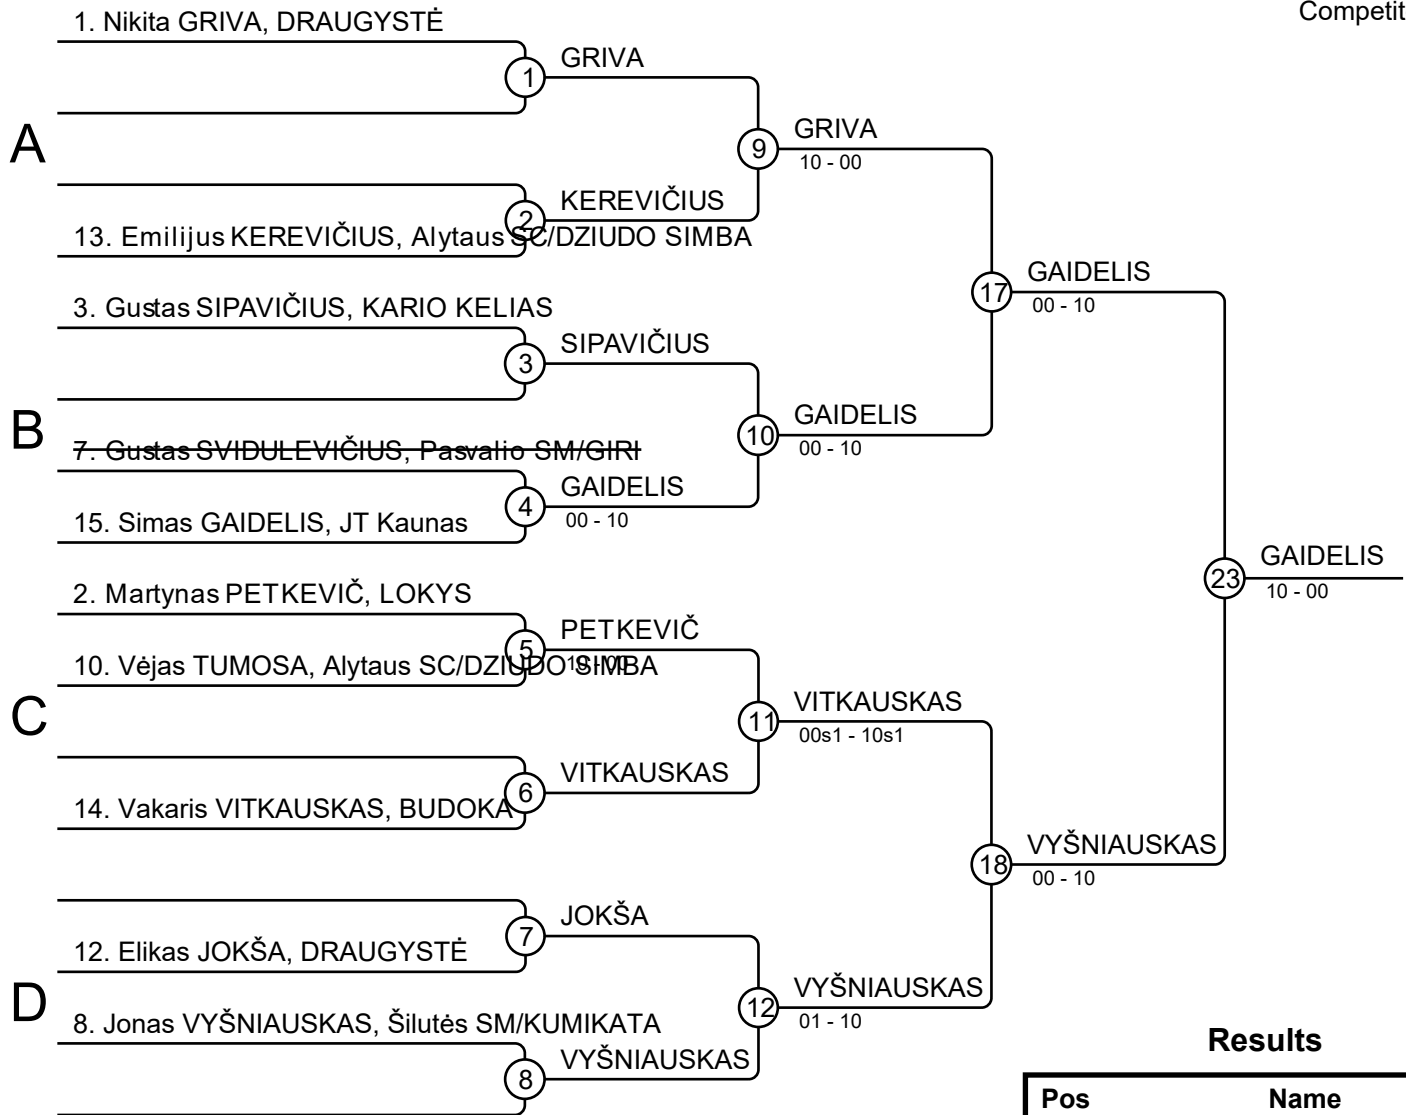 Competit
1. Nikita GRIVA, DRAUGYSTĖ
1
GRIVA
A
9
GRIVA
10 - 00
2
KEREVIČIUS
13. Emilijus KEREVIČIUS, Alytaus SC/DZIUDO SIMBA
17
GAIDELIS
00 - 10
3. Gustas SIPAVIČIUS, KARIO KELIAS
3
SIPAVIČIUS
B
10
GAIDELIS
00 - 10
7. Gustas SVIDULEVIČIUS, Pasvalio SM/GIRI
4
GAIDELIS
00 - 10
15. Simas GAIDELIS, JT Kaunas
23
GAIDELIS
10 - 00
2. Martynas PETKEVIČ, LOKYS
5
PETKEVIČ
10 - 00
10. Vėjas TUMOSA, Alytaus SC/DZIUDO SIMBA
C
11
VITKAUSKAS
00s1 - 10s1
6
VITKAUSKAS
14. Vakaris VITKAUSKAS, BUDOKA
18
VYŠNIAUSKAS
00 - 10
7
JOKŠA
12. Elikas JOKŠA, DRAUGYSTĖ
D
12
VYŠNIAUSKAS
01 - 10
8. Jonas VYŠNIAUSKAS, Šilutės SM/KUMIKATA
8
VYŠNIAUSKAS
Results
Pos Name